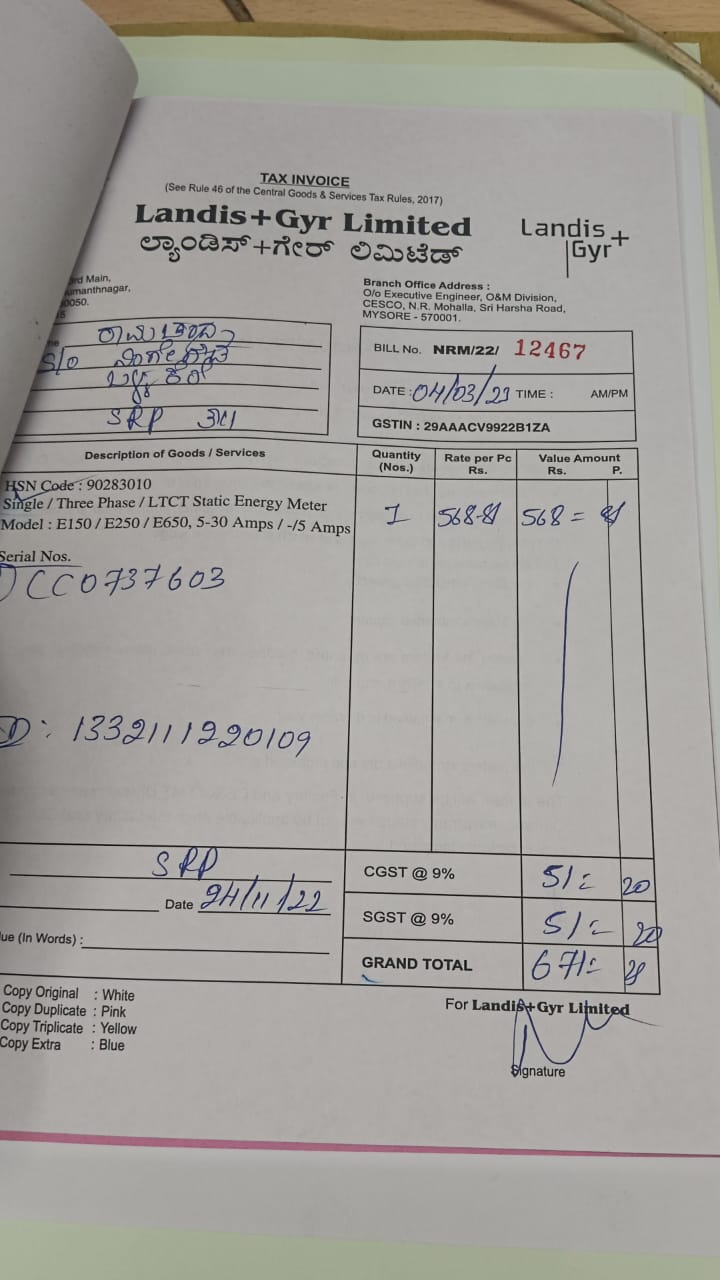 TAX INVOICE
(See Rule 46 of the Central Goods & Services Tax Rules, 2017)
Landis+Gyr Limited
ಲ್ಯಾಂಡಿಸ್+ಗೇರ್ ಲಿಮಿಟೆಡ್
Landis
Gyr+
3rd Main,
umanthnagar,
0050.
Branch Office Address :
O/o Executive Engineer, O&M Division,
CESCO, N.R. Mohalla, Sri Harsha Road,
MYSORE - 570001.
ರಾಮಚಂದ್ರ
S/o
SRP
BILL No. NRM/22/ 12467
DATE : 04/03/23 TIME : AM/PM
GSTIN : 29AAACV9922B1ZA
Description of Goods / Services Quantity (Nos.) Rate per Pc Rs. Value Amount Rs. P.
HSN Code : 90283010
Single / Three Phase / LTCT Static Energy Meter
Model : E150 / E250 / E650, 5-30 Amps / -/5 Amps
1 568-81 568 = 81
Serial Nos.
CC0737603
D: 1332111220109
SRP
Date 24/11/22
ue (In Words) :
CGST @ 9% 51= 20
SGST @ 9% 51= 20
GRAND TOTAL 671=
Copy Original : White
Copy Duplicate : Pink
Copy Triplicate : Yellow
Copy Extra : Blue
For Landis+Gyr Limited
Signature